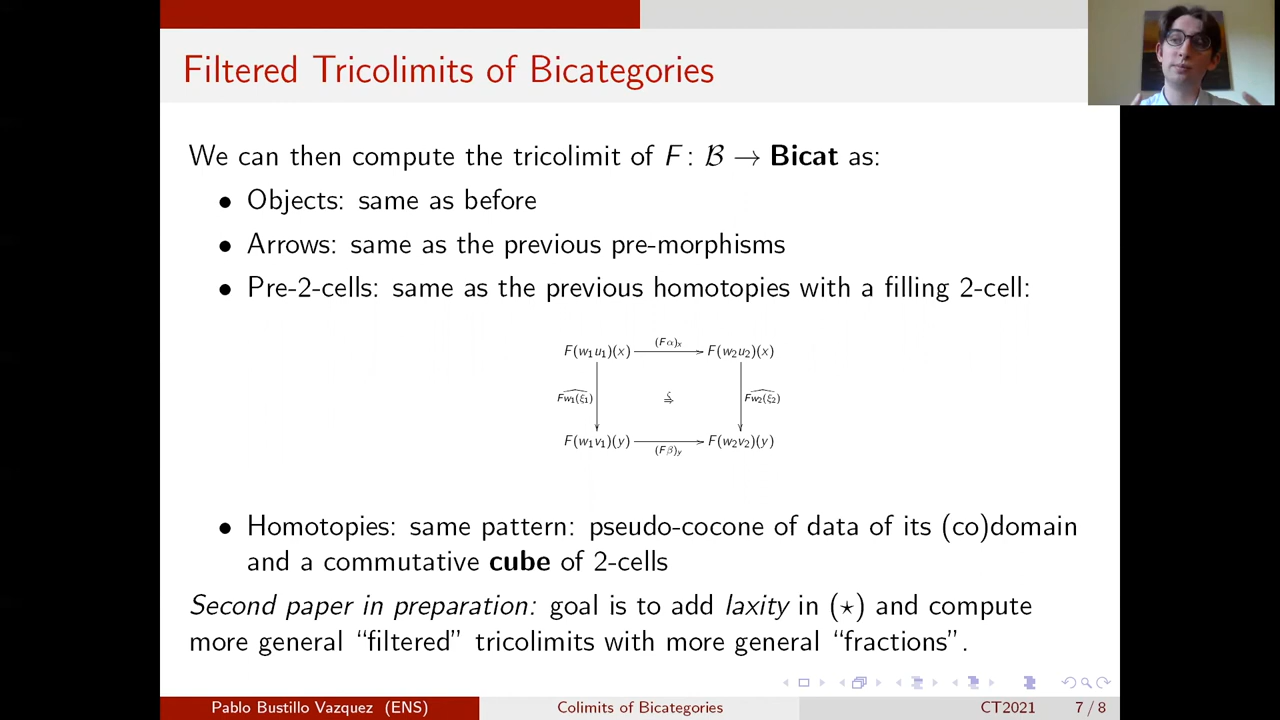 Filtered Tricolimits of Bicategories
We can then compute the tricolimit of F: ℬ → Bicat as:
• Objects: same as before
• Arrows: same as the previous pre-morphisms
• Pre-2-cells: same as the previous homotopies with a filling 2-cell:
F(w₁u₁)(x) (Fα)ₓ F(w₂u₂)(x)
F͡w₁(ξ₁) ζ ⇒ F͡w₂(ξ₂)
F(w₁v₁)(y) (Fβ)ᵧ F(w₂v₂)(y)
• Homotopies: same pattern: pseudo-cocone of data of its (co)domain
and a commutative cube of 2-cells
Second paper in preparation: goal is to add laxity in (⋆) and compute
more general “filtered” tricolimits with more general “fractions”.
Pablo Bustillo Vazquez (ENS) Colimits of Bicategories CT2021 7 / 8